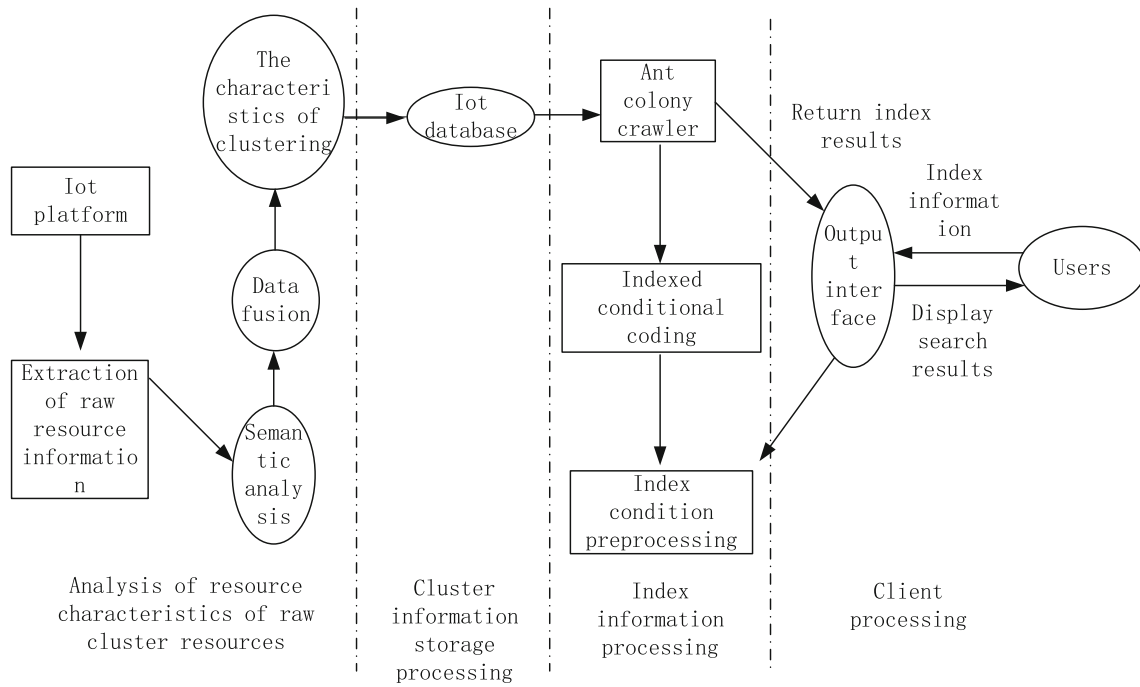 The
characteri
stics of
clustering
Iot
database
Ant
colony
crawler
Return index
results
Iot
platform
Index
informat
ion
Outpu
t
inter
face
Users
Data
fusion
Indexed
conditional
coding
Display
search
results
Extraction
of raw
resource
informatio
n
Seman
tic
analy
sis
Index
condition
preprocessing
Analysis of resource
characteristics of raw
cluster resources
Cluster
information
storage
processing
Index
information
processing
Client
processing